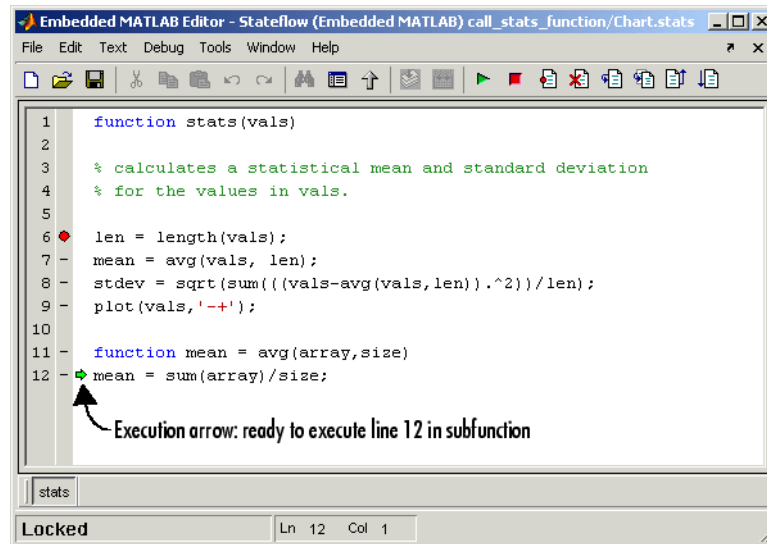 Embedded MATLAB Editor - Stateflow (Embedded MATLAB) call_stats_function/Chart.stats
File Edit Text Debug Tools Window Help
1 function stats(vals)
2
3 % calculates a statistical mean and standard deviation
4 % for the values in vals.
5
6 len = length(vals);
7 - mean = avg(vals, len);
8 - stdev = sqrt(sum(((vals-avg(vals,len)).^2))/len);
9 - plot(vals,'-+');
10
11 - function mean = avg(array,size)
12 - mean = sum(array)/size;
Execution arrow: ready to execute line 12 in subfunction
stats
Locked Ln 12 Col 1